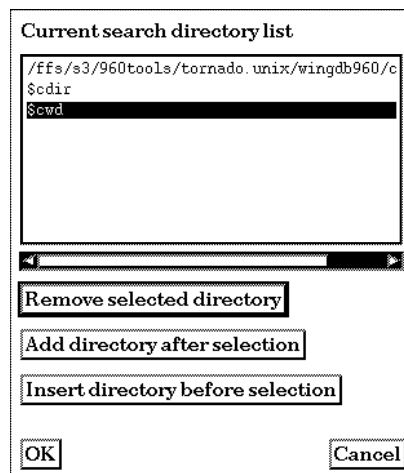 Current search directory list
/ffs/s3/960tools/tornado.unix/wingdb960/c
$cdir
$cwd
Remove selected directory
Add directory after selection
Insert directory before selection
OK
Cancel